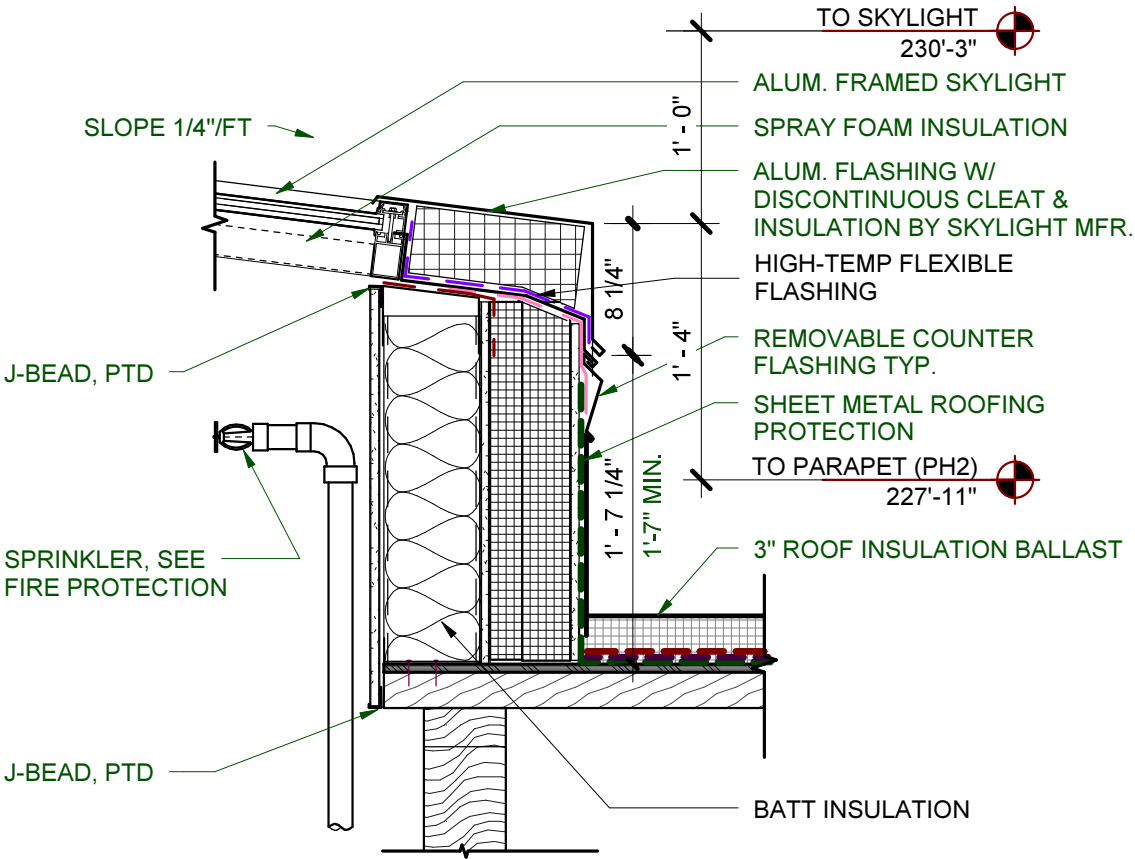 TO SKYLIGHT
230'-3"
ALUM. FRAMED SKYLIGHT
SLOPE 1/4"/FT
SPRAY FOAM INSULATION
1' - 0"
ALUM. FLASHING W/
DISCONTINUOUS CLEAT &
INSULATION BY SKYLIGHT MFR.
HIGH-TEMP FLEXIBLE
FLASHING
8 1/4"
1' - 4"
REMOVABLE COUNTER
FLASHING TYP.
J-BEAD, PTD
SHEET METAL ROOFING
PROTECTION
TO PARAPET (PH2)
227'-11"
1' - 7 1/4"
1'-7" MIN.
3" ROOF INSULATION BALLAST
SPRINKLER, SEE
FIRE PROTECTION
J-BEAD, PTD
BATT INSULATION